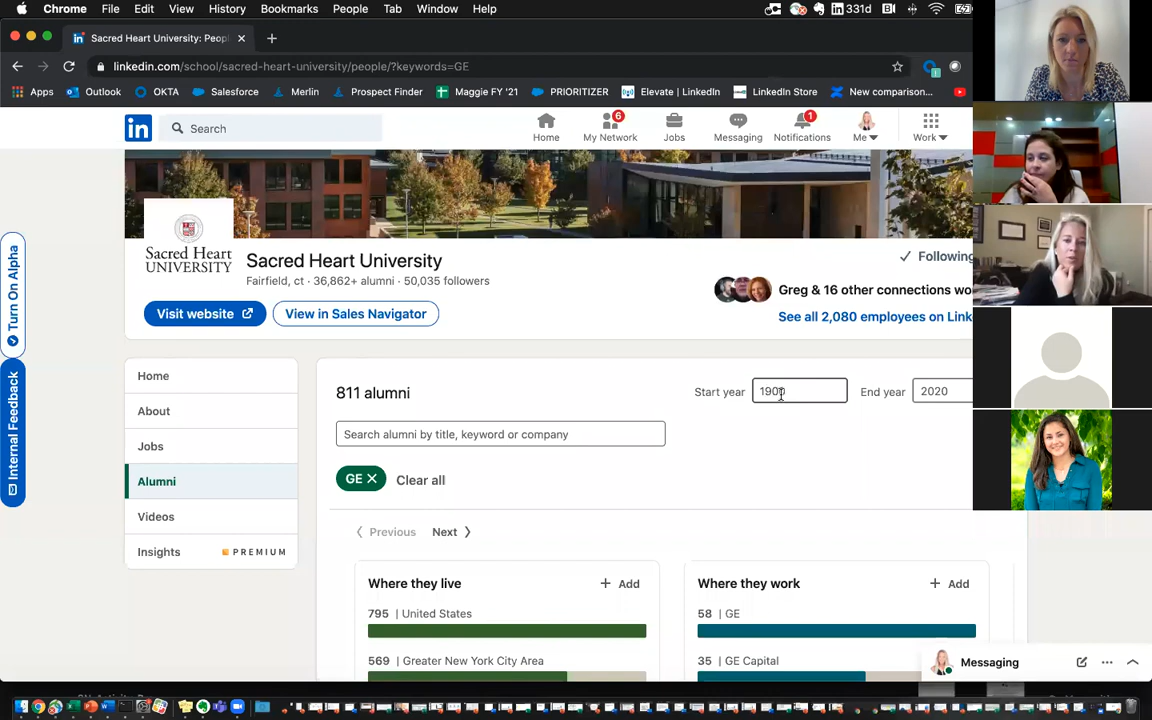 Chrome File Edit View History Bookmarks People Tab Window Help 331d
Sacred Heart University: Peopl
linkedin.com/school/sacred-heart-university/people/?keywords=GE
Apps Outlook OKTA Salesforce Merlin Prospect Finder Maggie FY '21 PRIORITIZER Elevate | LinkedIn LinkedIn Store New comparison...
in Search
6
1
Home My Network Jobs Messaging Notifications Me Work
Sacred Heart
UNIVERSITY
Sacred Heart University
Fairfield, ct · 36,862+ alumni · 50,035 followers
Following
Greg & 16 other connections wo
See all 2,080 employees on Link
Visit website View in Sales Navigator
Turn On Alpha
Internal Feedback
Home
About
Jobs
Alumni
Videos
Insights PREMIUM
811 alumni
Start year 1900 End year 2020
Search alumni by title, keyword or company
GE Clear all
Previous Next
Where they live + Add
795 | United States
569 | Greater New York City Area
Where they work + Add
58 | GE
35 | GE Capital
Messaging